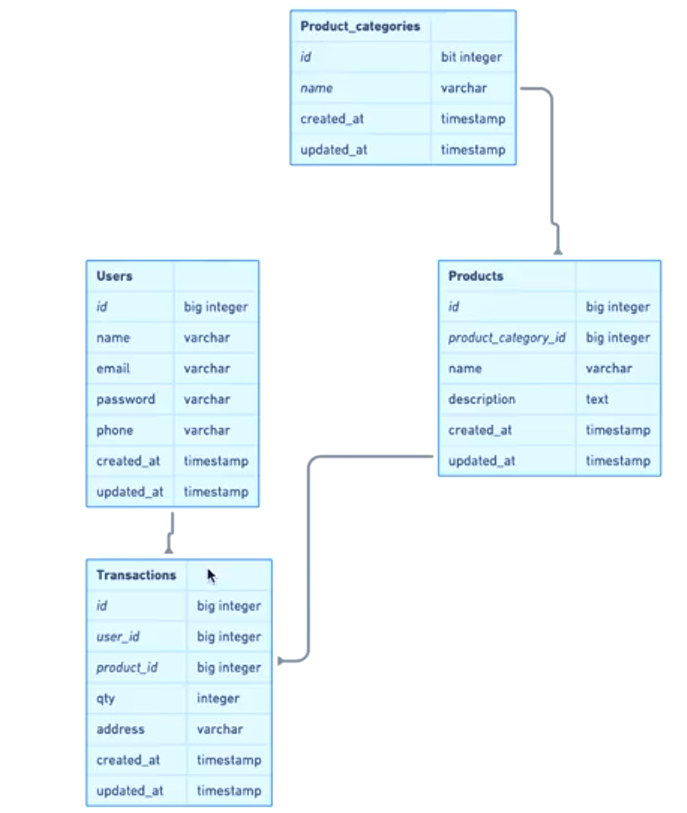 Product_categories
id bit integer
name varchar
created_at timestamp
updated_at timestamp
Users
id big integer
name varchar
email varchar
password varchar
phone varchar
created_at timestamp
updated_at timestamp
Products
id big integer
product_category_id big integer
name varchar
description text
created_at timestamp
updated_at timestamp
Transactions
id big integer
user_id big integer
product_id big integer
qty integer
address varchar
created_at timestamp
updated_at timestamp